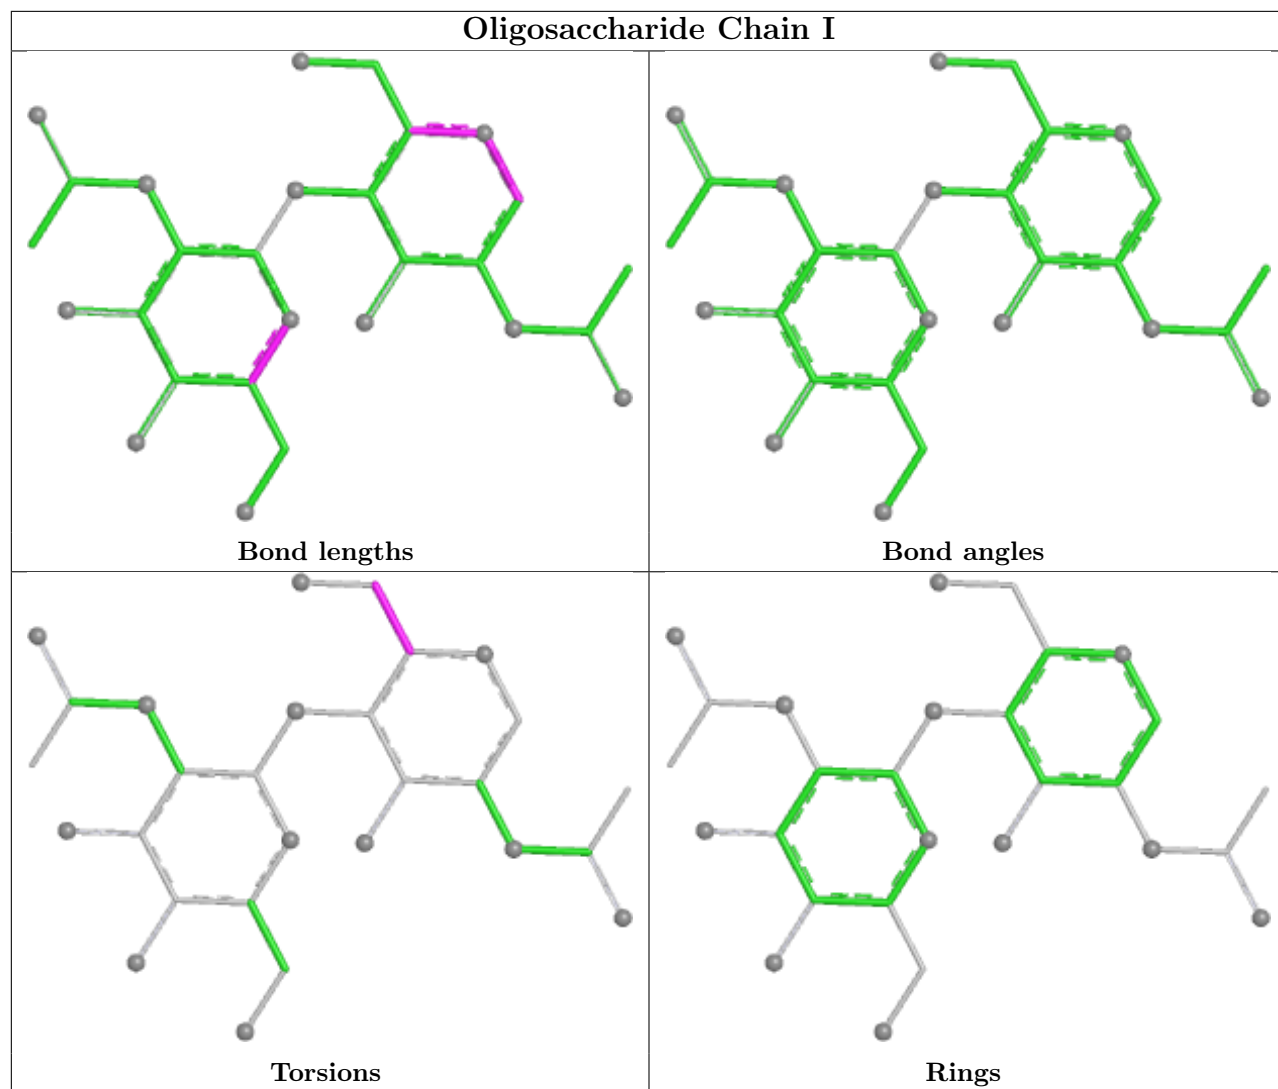 Oligosaccharide Chain I
Bond lengths
Bond angles
Torsions
Rings